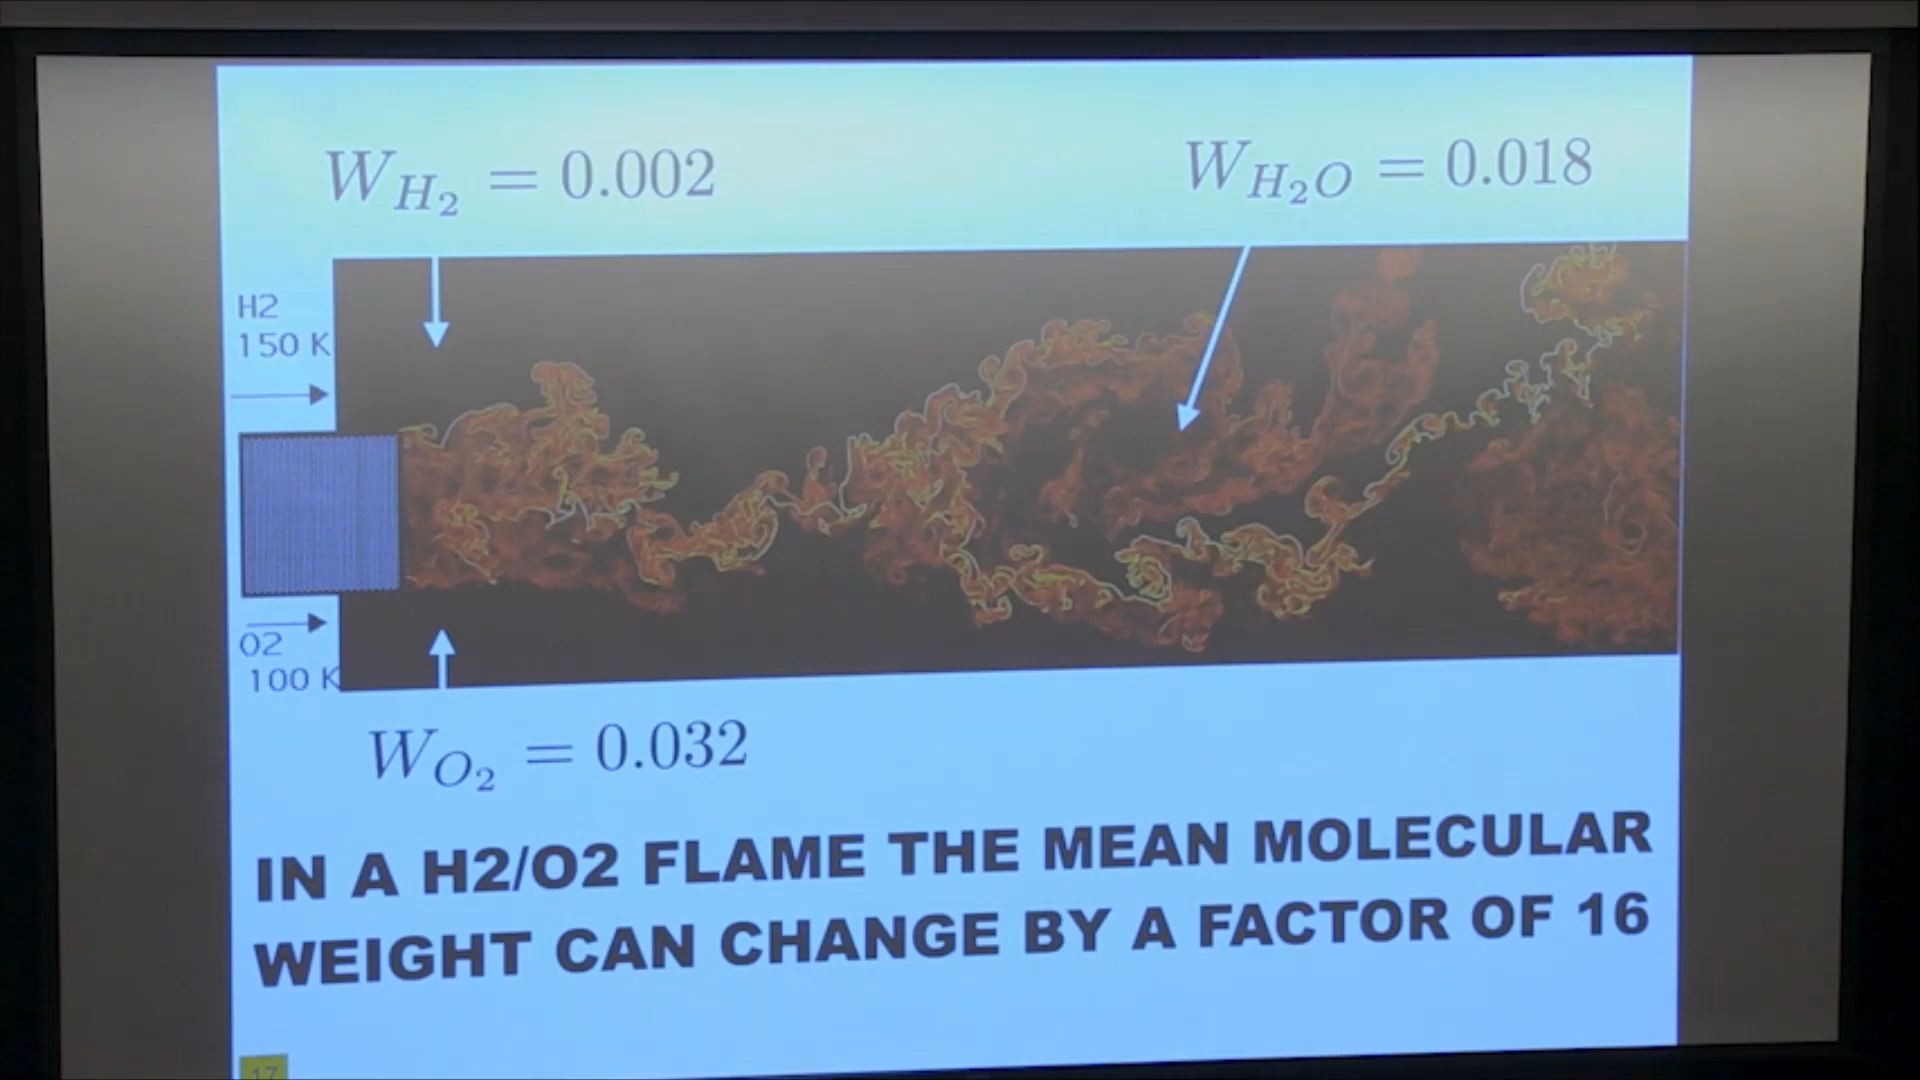 W_{H_2} = 0.002
W_{H_2O} = 0.018
H2
150 K
O2
100 K
W_{O_2} = 0.032
IN A H2/O2 FLAME THE MEAN MOLECULAR
WEIGHT CAN CHANGE BY A FACTOR OF 16
17